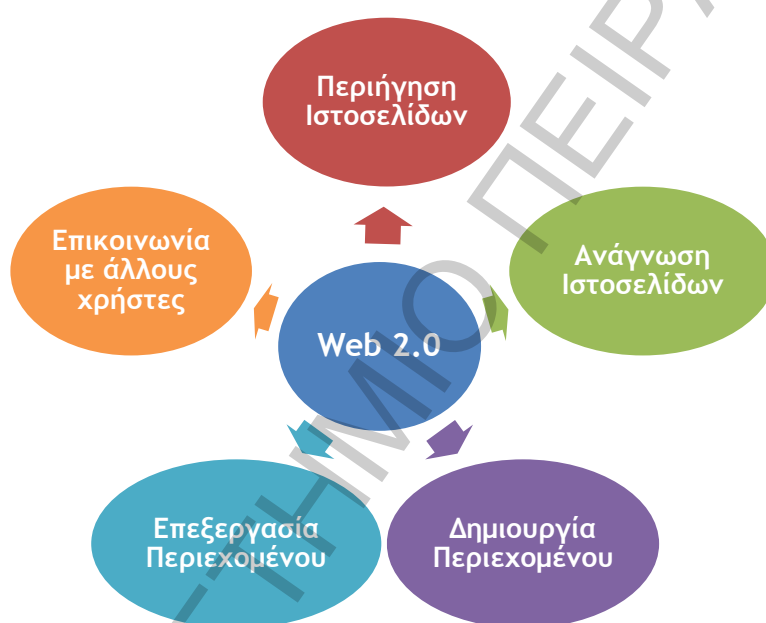 Περιήγηση
Ιστοσελίδων
Επικοινωνία
με άλλους
χρήστες
Ανάγνωση
Ιστοσελίδων
Web 2.0
Επεξεργασία
Περιεχομένου
Δημιουργία
Περιεχομένου